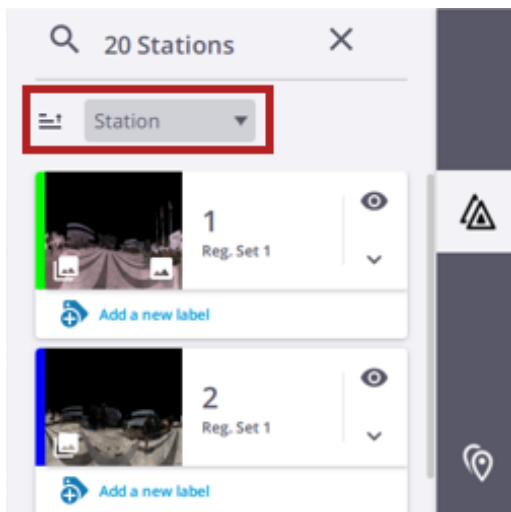 20 Stations
Station
1
Reg. Set 1
Add a new label
2
Reg. Set 1
Add a new label